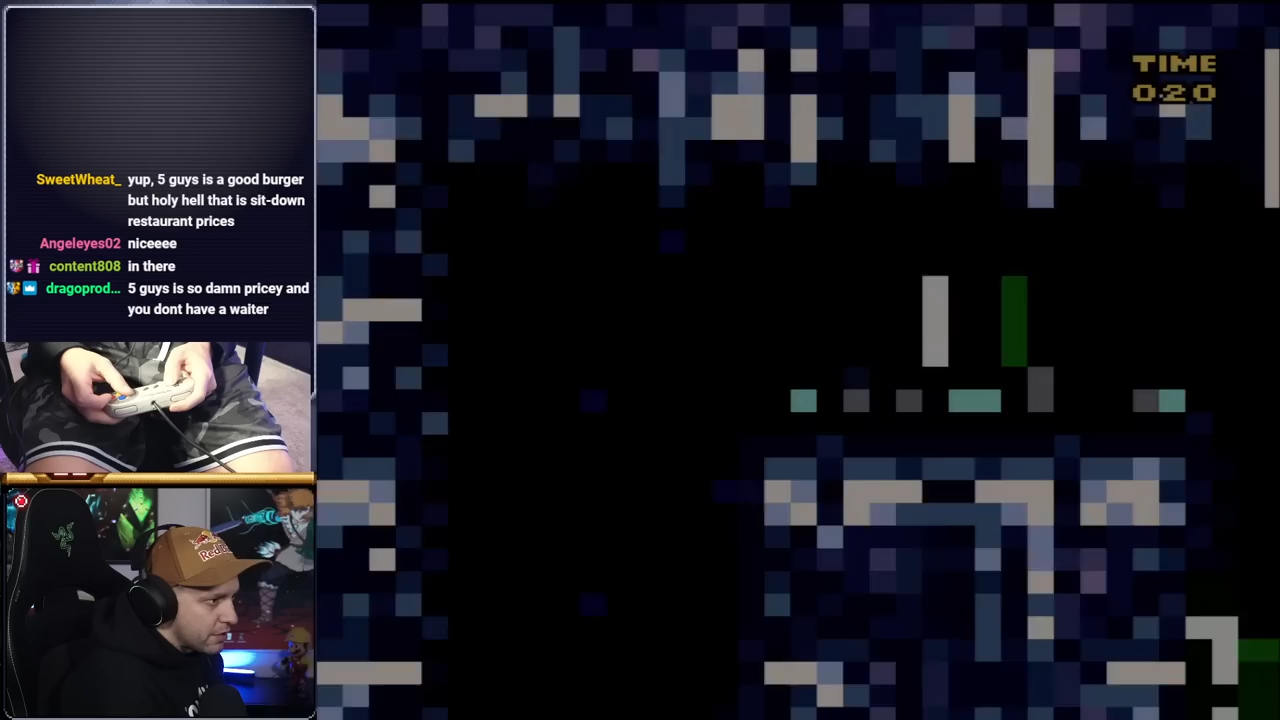 SweetWheat_ yup, 5 guys is a good burger
but holy hell that is sit-down
restaurant prices
Angeleyes02 niceeee
content808 in there
dragoprod… 5 guys is so damn pricey and
you dont have a waiter
TIME
020